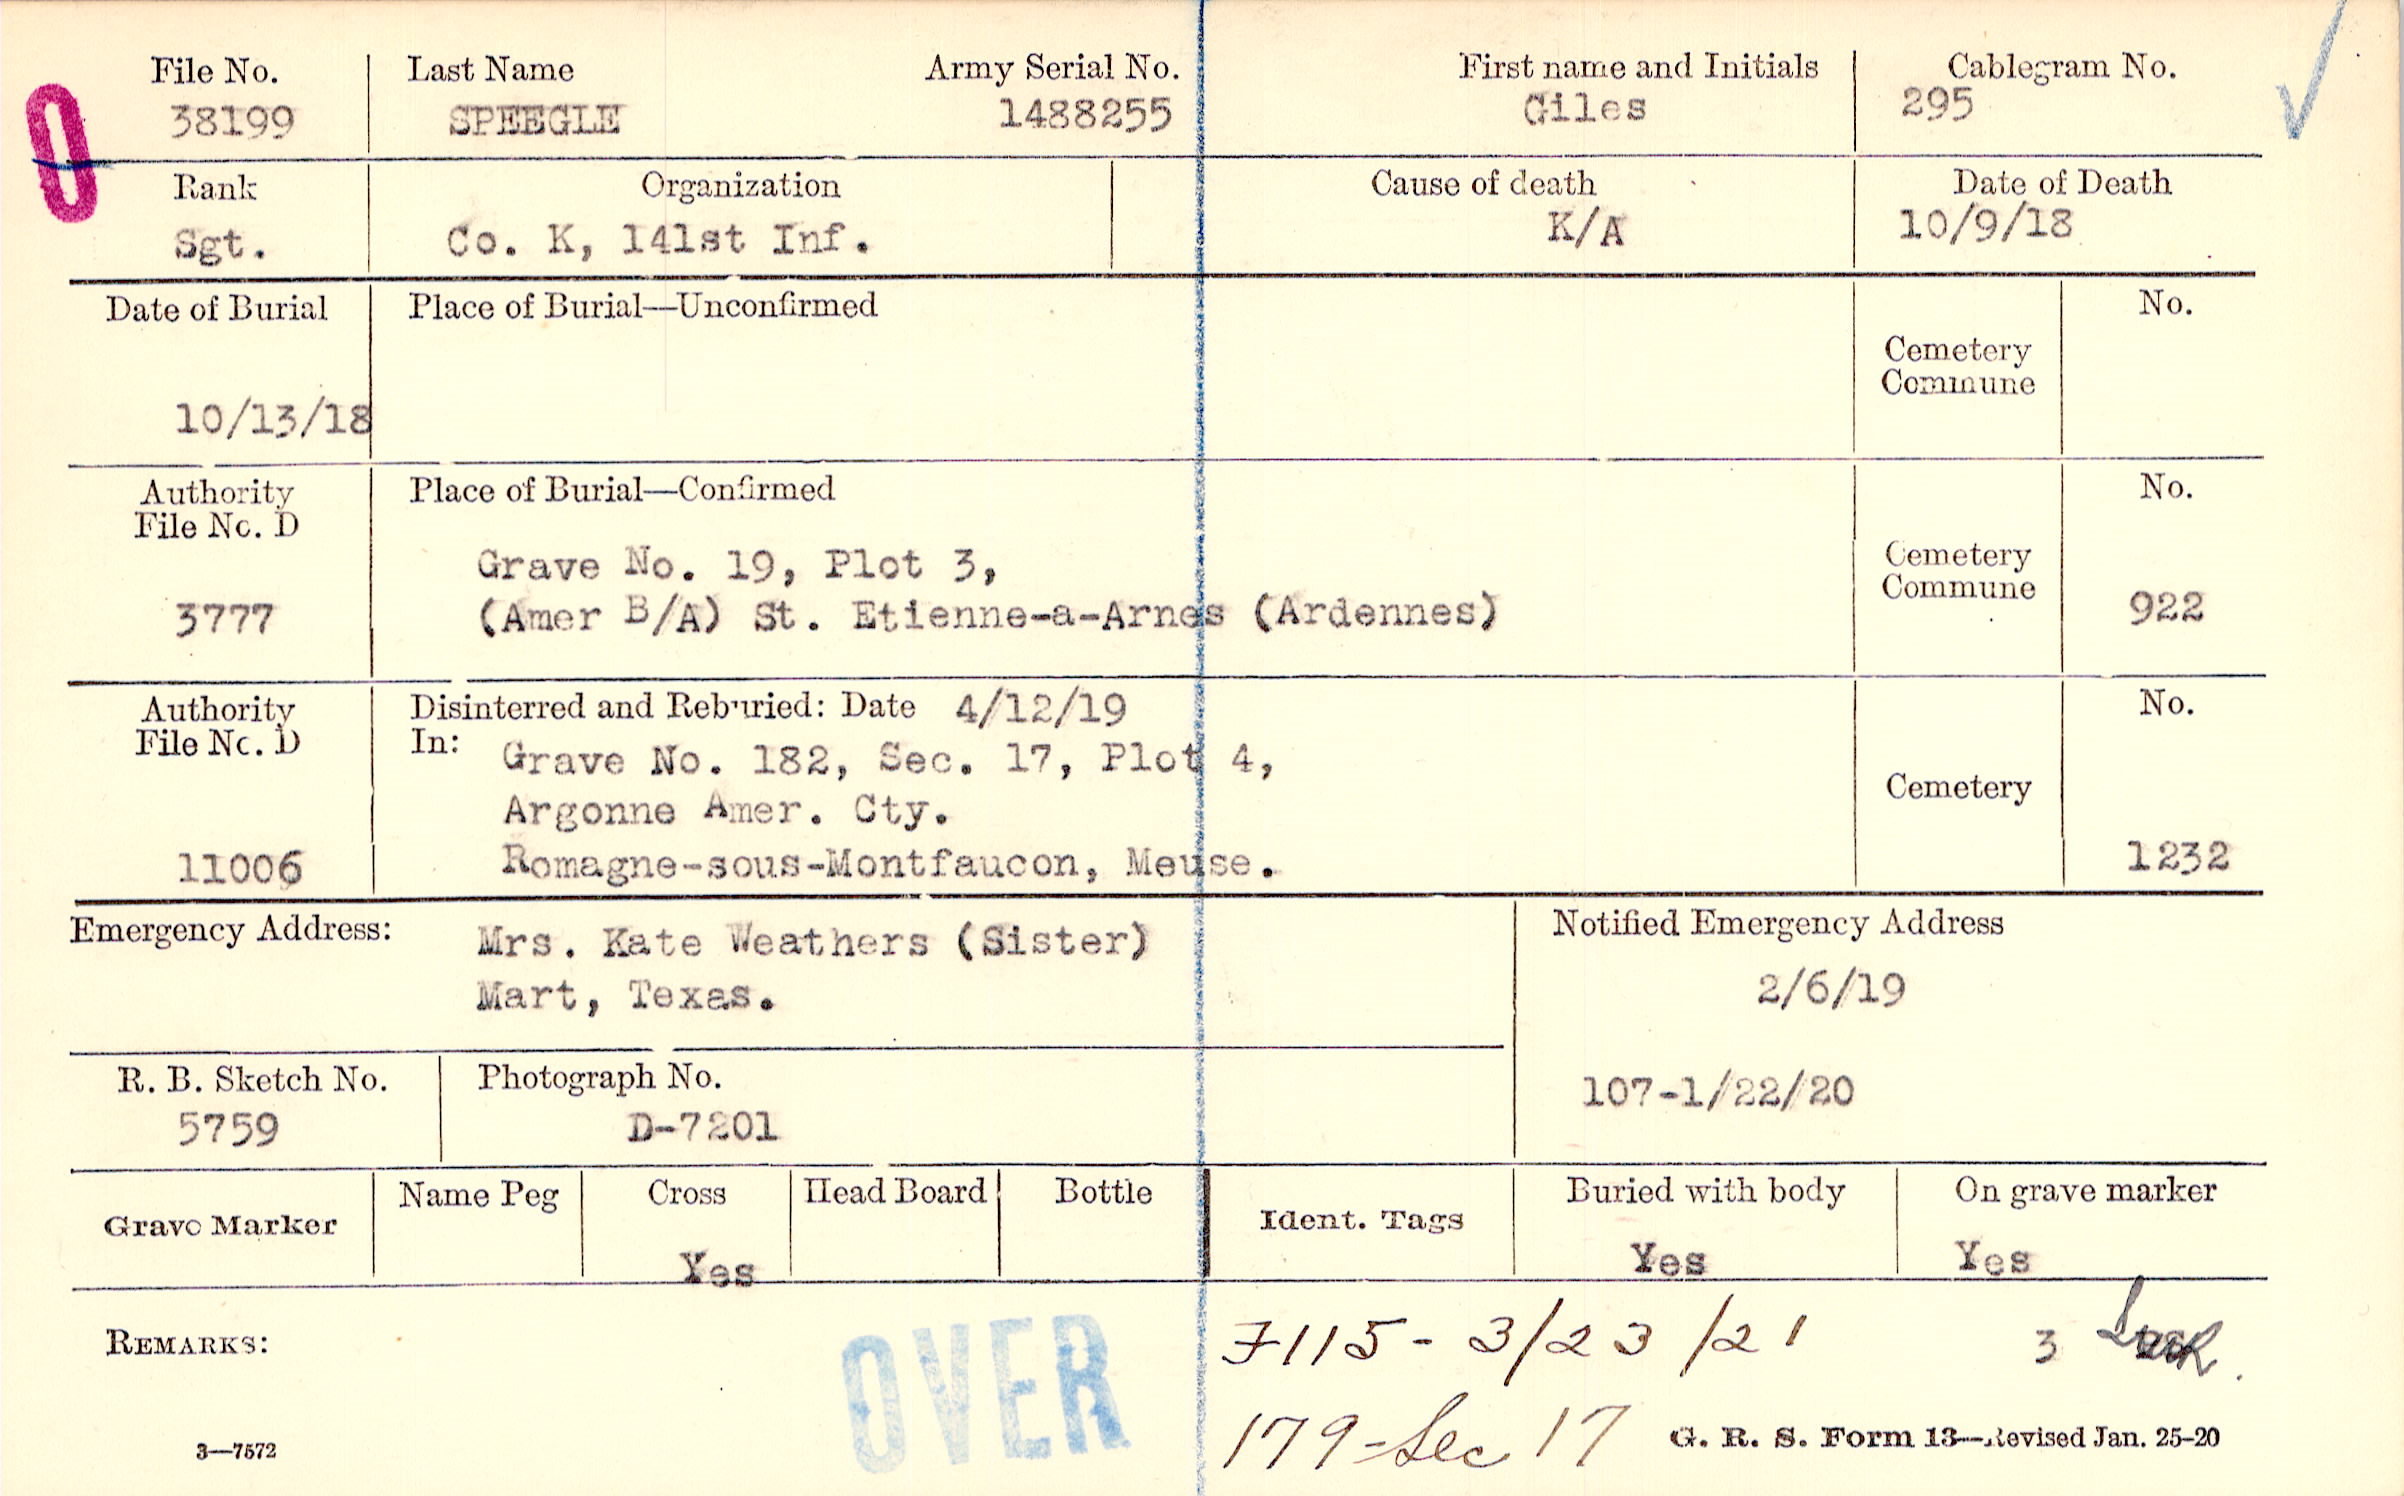 File No. Last Name Army Serial No. First name and Initials Cablegram No.
38199 SPEEGLE 1488255 Giles 295
0
Rank Organization Cause of death Date of Death
Sgt. Co. K, 141st Inf. K/A 10/9/18
Date of Burial Place of Burial—Unconfirmed No.
Cemetery
Commune
10/13/18
Authority Place of Burial—Confirmed No.
File No. D
Grave No. 19, Plot 3, Cemetery
3777 (Amer B/A) St. Etienne-a-Arnes (Ardennes) Commune 922
Authority Disinterred and Reburied: Date 4/12/19 No.
File No. D In: Grave No. 182, Sec. 17, Plot 4,
Argonne Amer. Cty. Cemetery
11006 Romagne-sous-Montfaucon, Meuse. 1232
Emergency Address: Mrs. Kate Weathers (Sister) Notified Emergency Address
Mart, Texas. 2/6/19
R. B. Sketch No. Photograph No. 107-1/22/20
5759 D-7201
Grave Marker Name Peg Cross Head Board Bottle Ident. Tags Buried with body On grave marker
Yes Yes Yes
REMARKS: 7115 - 3/23/21 3
OVER
179-Sec 17
3—7572 G. R. S. Form 13—Revised Jan. 25-20